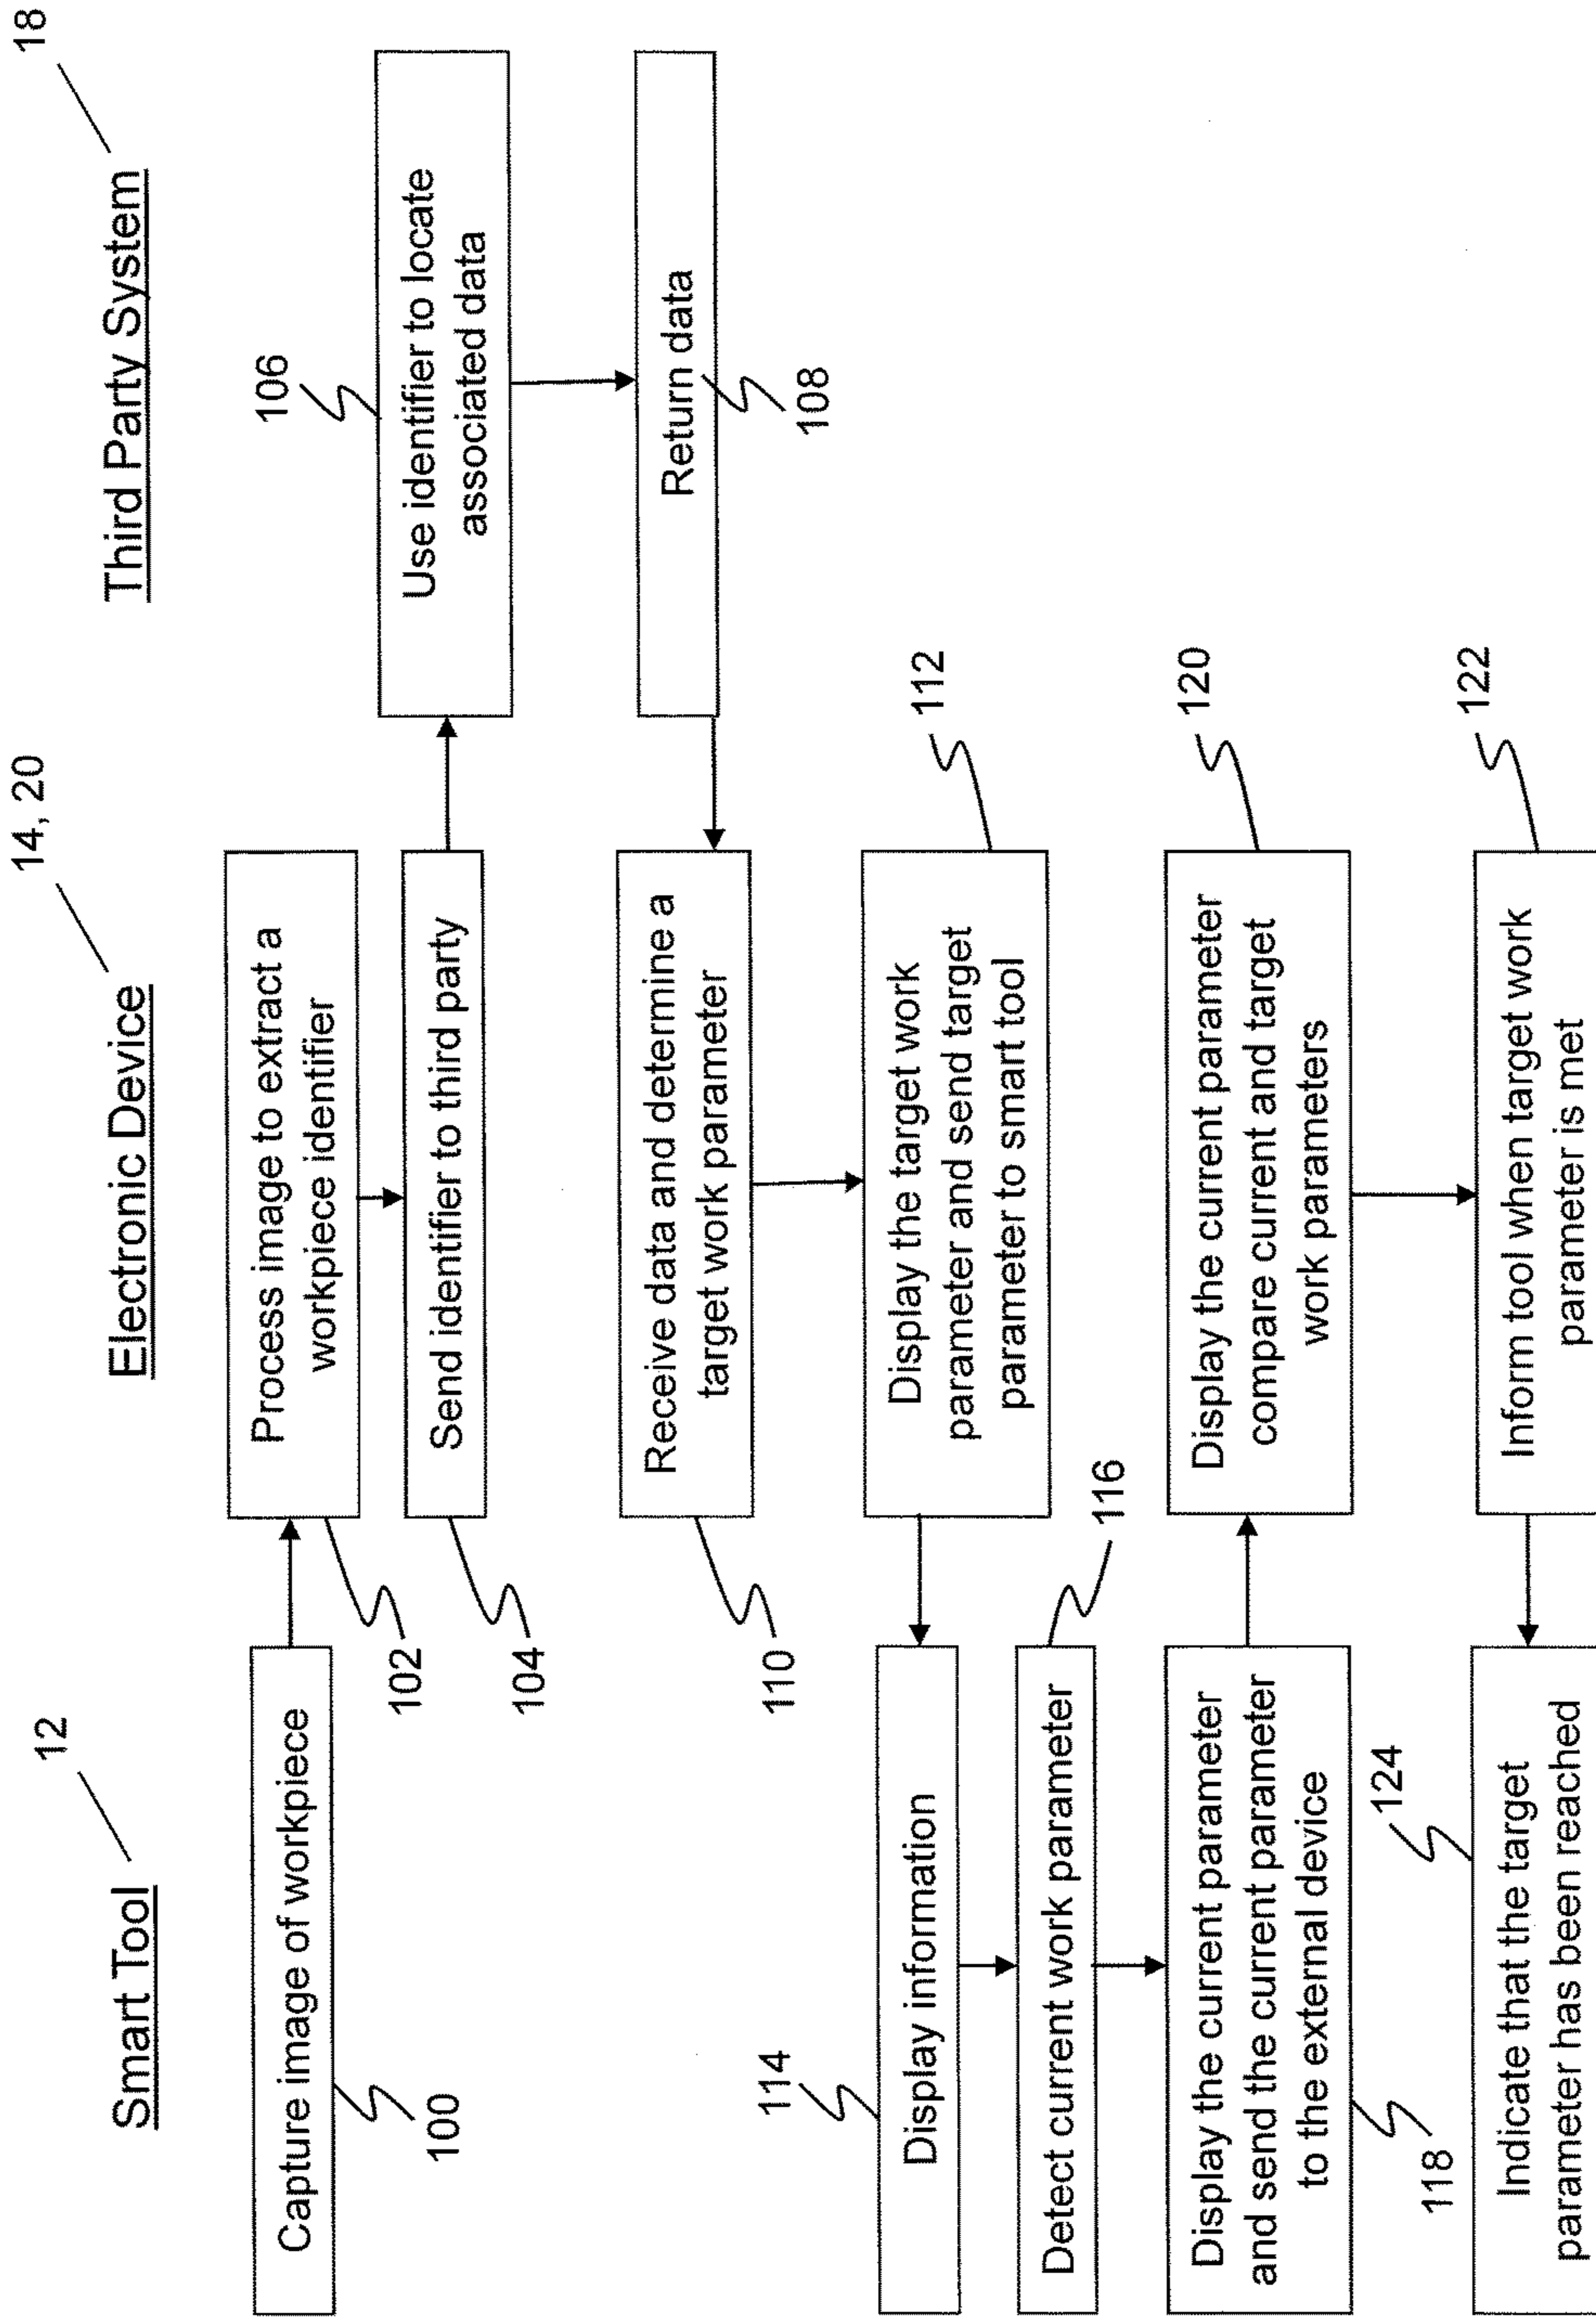 Smart Tool
12
Electronic Device
14, 20
Third Party System
18
Capture image of workpiece
100
Process image to extract a
workpiece identifier
102
Send identifier to third party
104
106
Use identifier to locate
associated data
Return data
108
Receive data and determine a
target work parameter
110
Display the target work
parameter and send target
parameter to smart tool
112
114
Display information
Detect current work parameter
116
Display the current parameter
and send the current parameter
to the external device
118
Display the current parameter
compare current and target
work parameters
120
Inform tool when target work
parameter is met
122
124
Indicate that the target
parameter has been reached